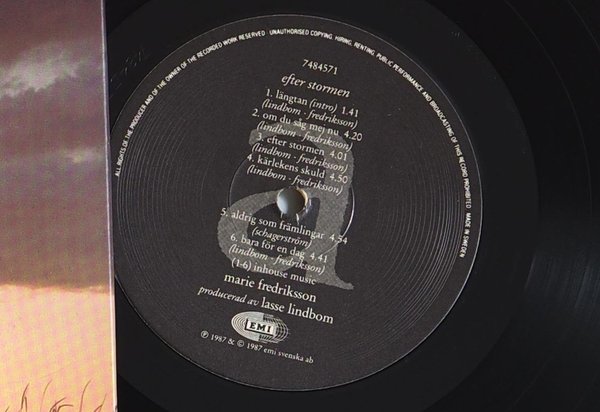 ALL RIGHTS OF THE PRODUCER AND OF THE OWNER OF THE RECORDED WORK RESERVED UNAUTHORISED COPYING, HIRING, RENTING, PUBLIC PERFORMANCE AND BROADCASTING OF THIS RECORD PROHIBITED MADE IN SWEDEN
7484571
efter stormen
1. längtan (intro) 1.41
(lindbom - fredriksson)
2. om du såg mej nu 4.20
(lindbom - fredriksson)
3. efter stormen 4.01
(lindbom - fredriksson)
4. kärlekens skuld 4.50
(lindbom - fredriksson)
a
5. aldrig som främlingar 4.54
(schagerström)
6. bara för en dag 4.41
(lindbom - fredriksson)
(1-6) inhouse music
marie fredriksson
producerad av lasse lindbom
EMI
℗ 1987 & © 1987 emi svenska ab